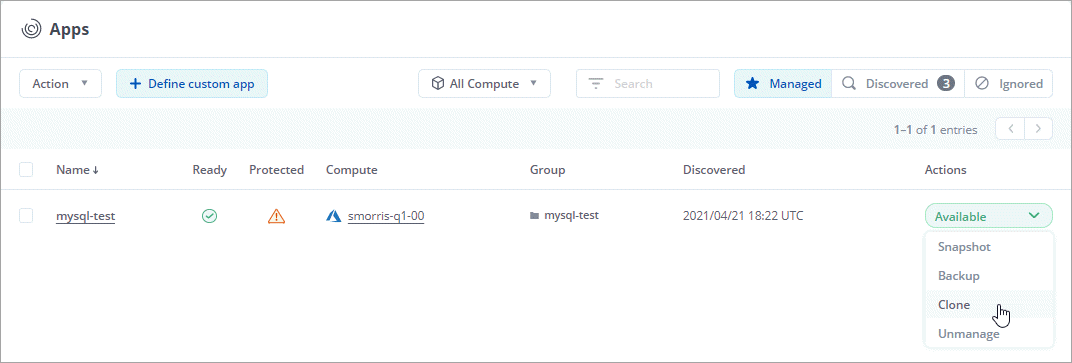 Apps
Action
+ Define custom app
All Compute
Search
Managed
Discovered 3
Ignored
1–1 of 1 entries
Name ↓ Ready Protected Compute Group Discovered Actions
mysql-test smorris-q1-00 mysql-test 2021/04/21 18:22 UTC Available
Snapshot
Backup
Clone
Unmanage